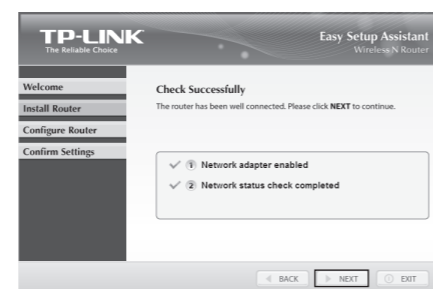 TP-LINK
The Reliable Choice
Easy Setup Assistant
Wireless N Router
Welcome
Install Router
Configure Router
Confirm Settings
Check Successfully
The router has been well connected. Please click NEXT to continue.
1 Network adapter enabled
2 Network status check completed
BACK
NEXT
EXIT